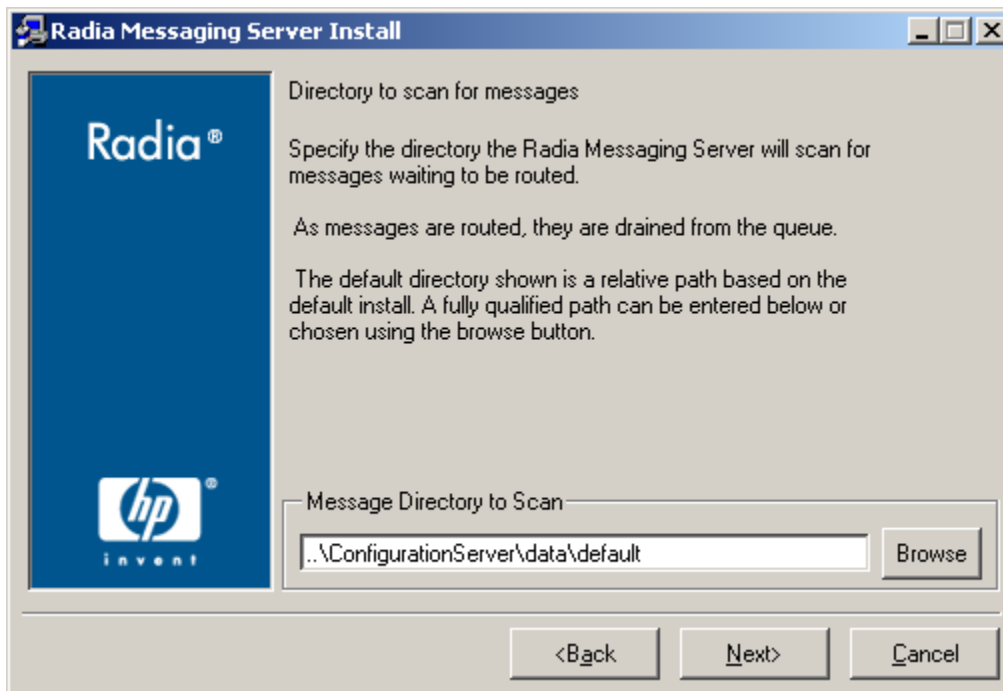 Radia Messaging Server Install
Radia®
Directory to scan for messages
Specify the directory the Radia Messaging Server will scan for
messages waiting to be routed.
As messages are routed, they are drained from the queue.
The default directory shown is a relative path based on the
default install. A fully qualified path can be entered below or
chosen using the browse button.
hp®
invent
Message Directory to Scan
..\ConfigurationServer\data\default
Browse
<Back
Next>
Cancel